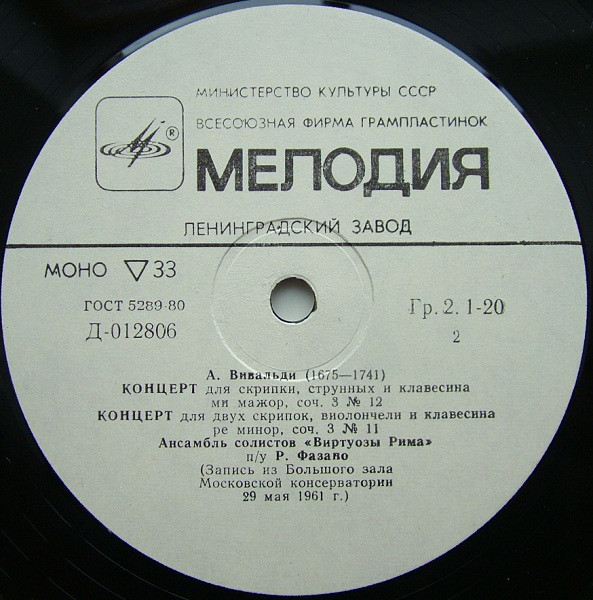 МИНИСТЕРСТВО КУЛЬТУРЫ СССР
ВСЕСОЮЗНАЯ ФИРМА ГРАМПЛАСТИНОК
®
МЕЛОДИЯ
ЛЕНИНГРАДСКИЙ ЗАВОД
МОНО ▽ 33
ГОСТ 5289-80
Д-012806
Гр. 2. 1-20
2
А. Вивальди (1675—1741)
КОНЦЕРТ для скрипки, струнных и клавесина
ми мажор, соч. 3 № 12
КОНЦЕРТ для двух скрипок, виолончели и клавесина
ре минор, соч. 3 № 11
Ансамбль солистов «Виртуозы Рима»
п/у Р. Фазано
(Запись из Большого зала
Московской консерватории
29 мая 1961 г.)